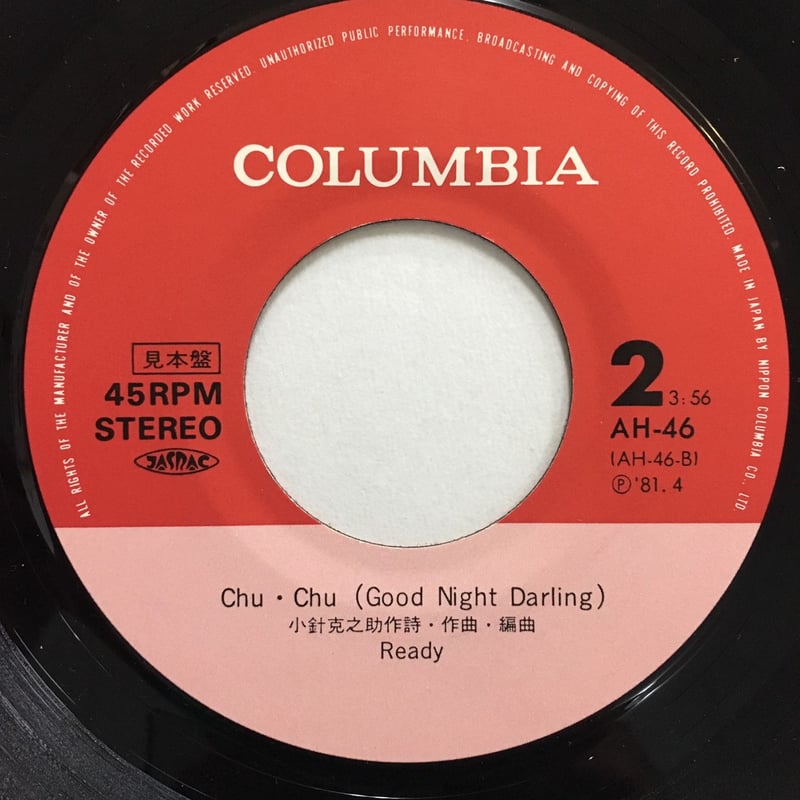 ALL RIGHTS OF THE MANUFACTURER AND OF THE OWNER OF THE RECORDED WORK RESERVED. UNAUTHORIZED PUBLIC PERFORMANCE, BROADCASTING AND COPYING OF THIS RECORD PROHIBITED. MADE IN JAPAN BY NIPPON COLUMBIA CO., LTD.
COLUMBIA
見本盤
45RPM
STEREO
JASRAC
2 3:56
AH-46
(AH-46-B)
Ⓟ'81.4
Chu・Chu (Good Night Darling)
小針克之助作詩・作曲・編曲
Ready